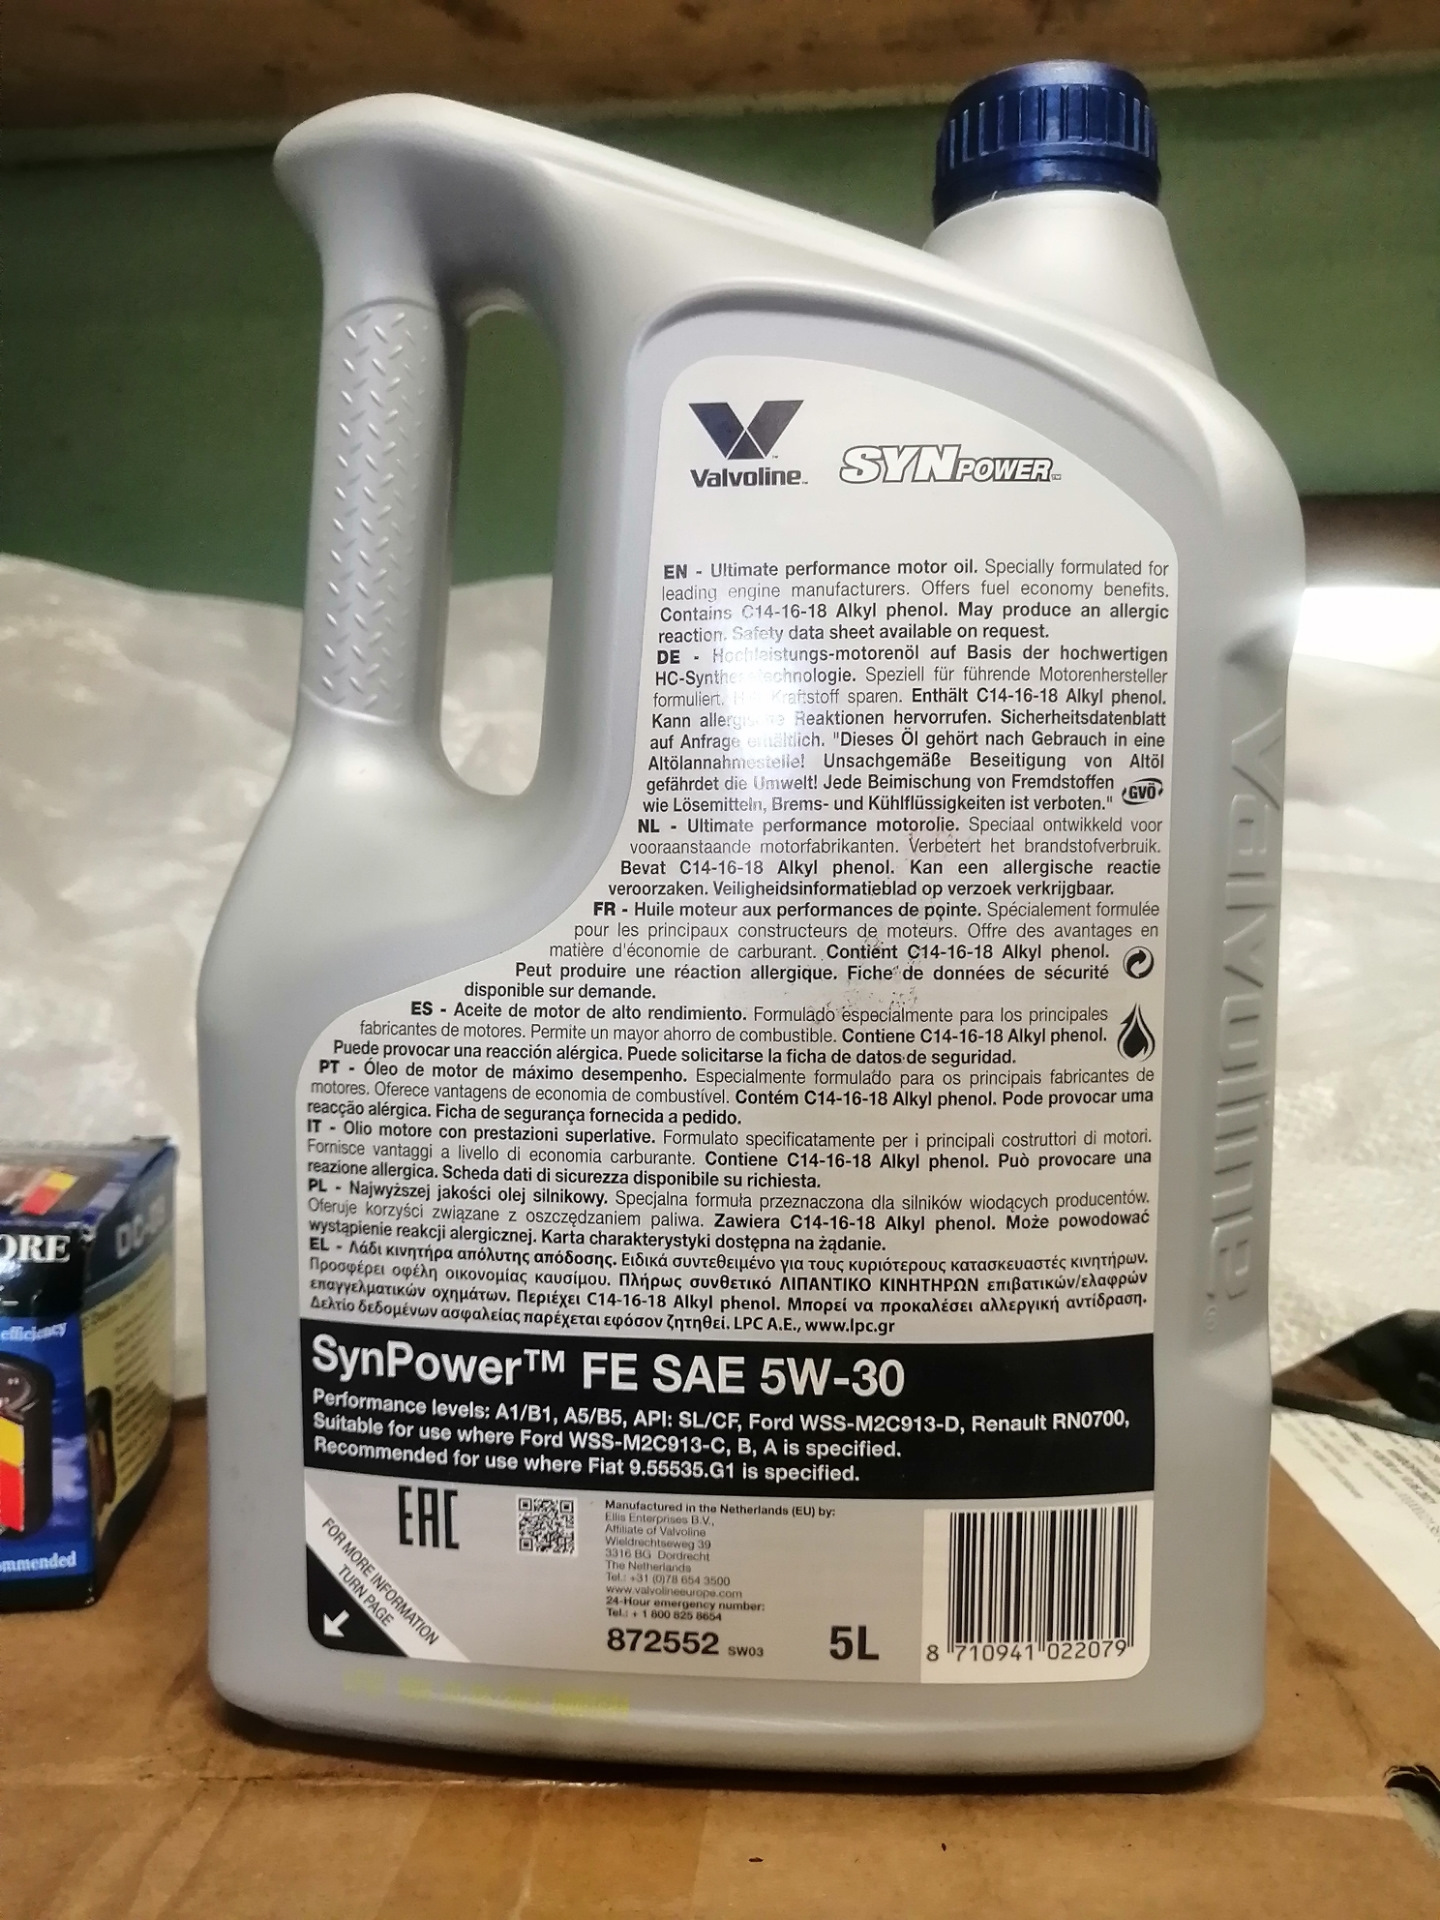 Valvoline™
SYNPOWER™
EN - Ultimate performance motor oil. Specially formulated for
leading engine manufacturers. Offers fuel economy benefits.
Contains C14-16-18 Alkyl phenol. May produce an allergic
reaction. Safety data sheet available on request.
DE - Hochleistungs-motorenöl auf Basis der hochwertigen
HC-Synthese-Technologie. Speziell für führende Motorenhersteller
formuliert. Kraftstoff sparen. Enthält C14-16-18 Alkyl phenol.
Kann allergische Reaktionen hervorrufen. Sicherheitsdatenblatt
auf Anfrage erhältlich. "Dieses Öl gehört nach Gebrauch in eine
Altölannahmestelle! Unsachgemäße Beseitigung von Altöl
gefährdet die Umwelt! Jede Beimischung von Fremdstoffen
wie Lösemitteln, Brems- und Kühlflüssigkeiten ist verboten."
GVÖ
NL - Ultimate performance motorolie. Speciaal ontwikkeld voor
vooraanstaande motorfabrikanten. Verbetert het brandstofverbruik.
Bevat C14-16-18 Alkyl phenol. Kan een allergische reactie
veroorzaken. Veiligheidsinformatieblad op verzoek verkrijgbaar.
FR - Huile moteur aux performances de pointe. Spécialement formulée
pour les principaux constructeurs de moteurs. Offre des avantages en
matière d'économie de carburant. Contient C14-16-18 Alkyl phenol.
Peut produire une réaction allergique. Fiche de données de sécurité
disponible sur demande.
ES - Aceite de motor de alto rendimiento. Formulado especialmente para los principales
fabricantes de motores. Permite un mayor ahorro de combustible. Contiene C14-16-18 Alkyl phenol.
Puede provocar una reacción alérgica. Puede solicitarse la ficha de datos de seguridad.
PT - Óleo de motor de máximo desempenho. Especialmente formulado para os principais fabricantes de
motores. Oferece vantagens de economia de combustível. Contém C14-16-18 Alkyl phenol. Pode provocar uma
reacção alérgica. Ficha de segurança fornecida a pedido.
IT - Olio motore con prestazioni superlative. Formulato specificatamente per i principali costruttori di motori.
Fornisce vantaggi a livello di economia carburante. Contiene C14-16-18 Alkyl phenol. Può provocare una
reazione allergica. Scheda dati di sicurezza disponibile su richiesta.
PL - Najwyższej jakości olej silnikowy. Specjalna formuła przeznaczona dla silników wiodących producentów.
Oferuje korzyści związane z oszczędzaniem paliwa. Zawiera C14-16-18 Alkyl phenol. Może powodować
wystąpienie reakcji alergicznej. Karta charakterystyki dostępna na żądanie.
EL - Λάδι κινητήρα απόλυτης απόδοσης. Ειδικά συντεθειμένο για τους κυριότερους κατασκευαστές κινητήρων.
Προσφέρει οφέλη οικονομίας καυσίμου. Πλήρως συνθετικό ΛΙΠΑΝΤΙΚΟ ΚΙΝΗΤΗΡΩΝ επιβατικών/ελαφρών
επαγγελματικών οχημάτων. Περιέχει C14-16-18 Alkyl phenol. Μπορεί να προκαλέσει αλλεργική αντίδραση.
Δελτίο δεδομένων ασφαλείας παρέχεται εφόσον ζητηθεί. LPC A.E., www.lpc.gr
SynPower™ FE SAE 5W-30
Performance levels: A1/B1, A5/B5, API: SL/CF, Ford WSS-M2C913-D, Renault RN0700,
Suitable for use where Ford WSS-M2C913-C, B, A is specified.
Recommended for use where Fiat 9.55535.G1 is specified.
EAC
FOR MORE INFORMATION
TURN PAGE
Manufactured in the Netherlands (EU) by:
Ellis Enterprises B.V.,
Affiliate of Valvoline
Wieldrechtseweg 39
3316 BG Dordrecht
The Netherlands
Tel.: +31 (0)78 654 3500
www.valvolineeurope.com
24-Hour emergency number:
Tel.: + 1 800 825 8654
872552 SW03
5L
8 710941 022079
Valvoline
ORE
efficiency
ommended